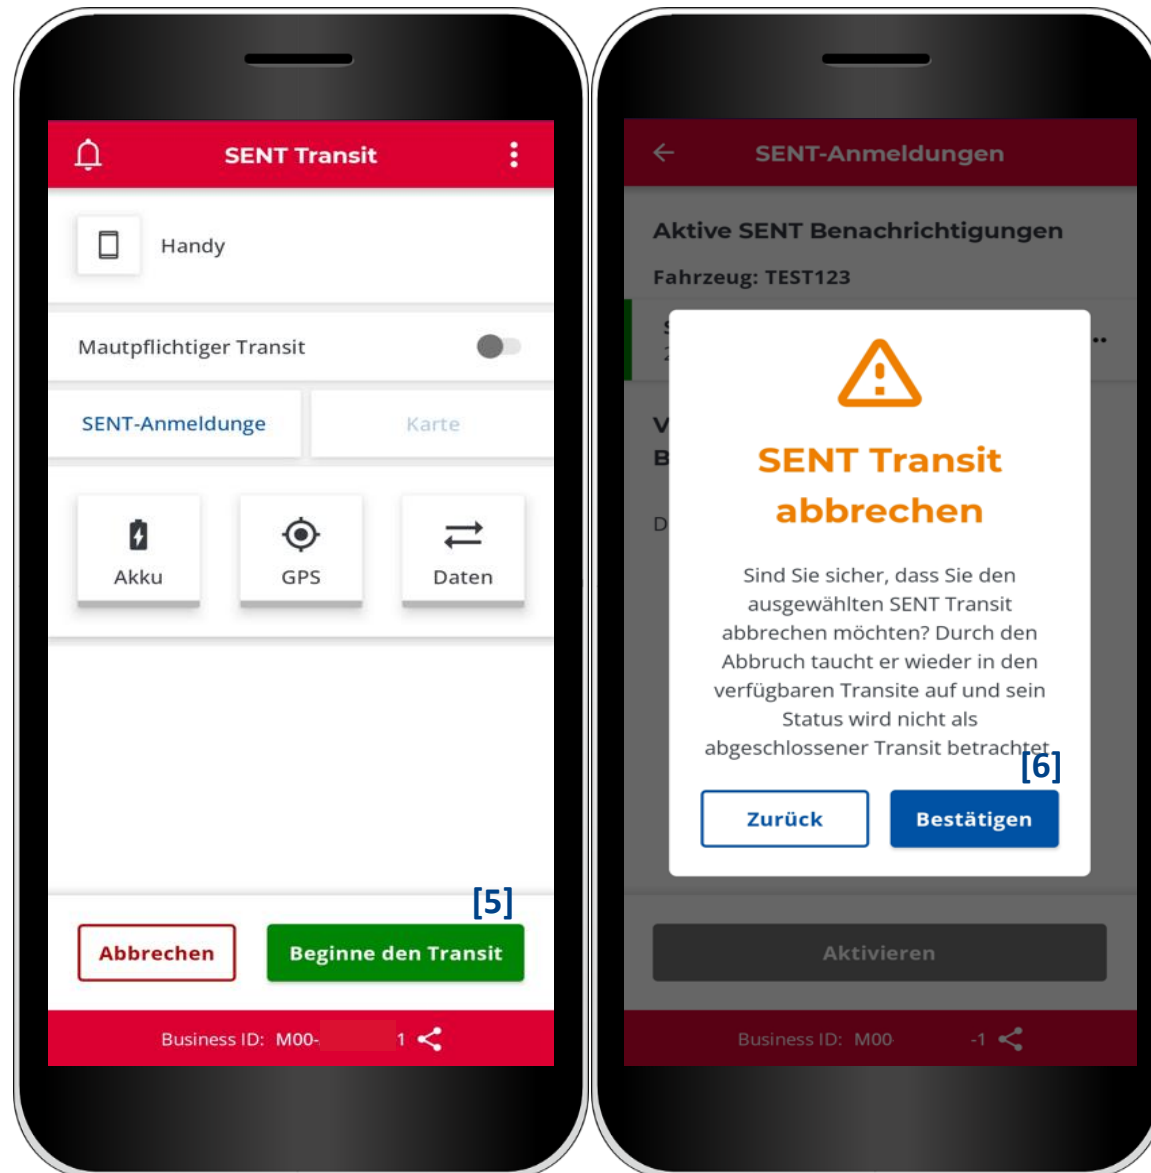 SENT Transit
Handy
Mautpflichtiger Transit
SENT-Anmeldunge
Karte
Akku
GPS
Daten
[5]
Abbrechen
Beginne den Transit
Business ID: M00- 1
SENT-Anmeldungen
Aktive SENT Benachrichtigungen
Fahrzeug: TEST123
S
2
V
B
D
SENT Transit
abbrechen
Sind Sie sicher, dass Sie den
ausgewählten SENT Transit
abbrechen möchten? Durch den
Abbruch taucht er wieder in den
verfügbaren Transite auf und sein
Status wird nicht als
abgeschlossener Transit betrachtet.
[6]
Zurück
Bestätigen
Aktivieren
Business ID: M00- -1